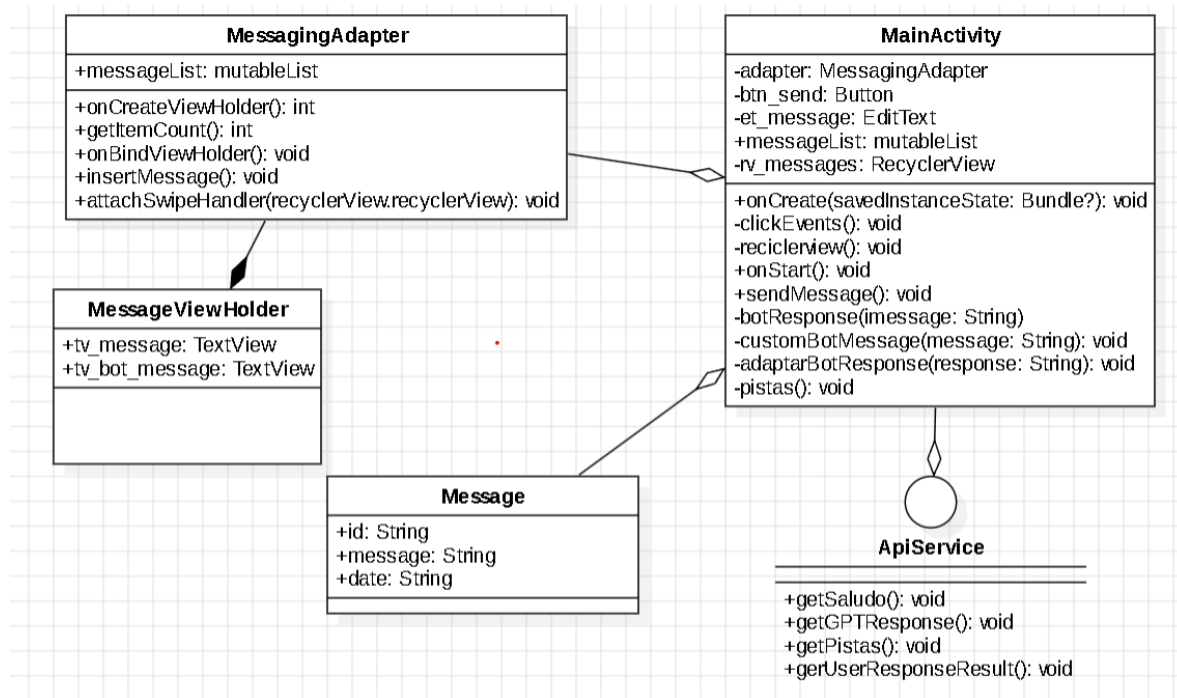 MessagingAdapter
+messageList: mutableList
+onCreateViewHolder(): int
+getItemCount(): int
+onBindViewHolder(): void
+insertMessage(): void
+attachSwipeHandler(recyclerView.recyclerView): void
MainActivity
-adapter: MessagingAdapter
-btn_send: Button
-et_message: EditText
+messageList: mutableList
-rv_messages: RecyclerView
+onCreate(savedInstanceState: Bundle?): void
-clickEvents(): void
-reciclerview(): void
+onStart(): void
+sendMessage(): void
-botResponse(imessage: String)
-customBotMessage(message: String): void
-adaptarBotResponse(response: String): void
-pistas(): void
MessageViewHolder
+tv_message: TextView
+tv_bot_message: TextView
Message
+id: String
+message: String
+date: String
ApiService
+getSaludo(): void
+getGPTResponse(): void
+getPistas(): void
+gerUserResponseResult(): void